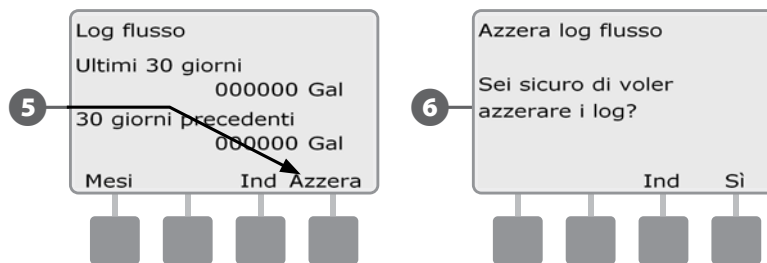 Log flusso
Ultimi 30 giorni
000000 Gal
30 giorni precedenti
000000 Gal
Mesi Ind Azzera
5
Azzera log flusso
Sei sicuro di voler
azzerare i log?
Ind Sì
6